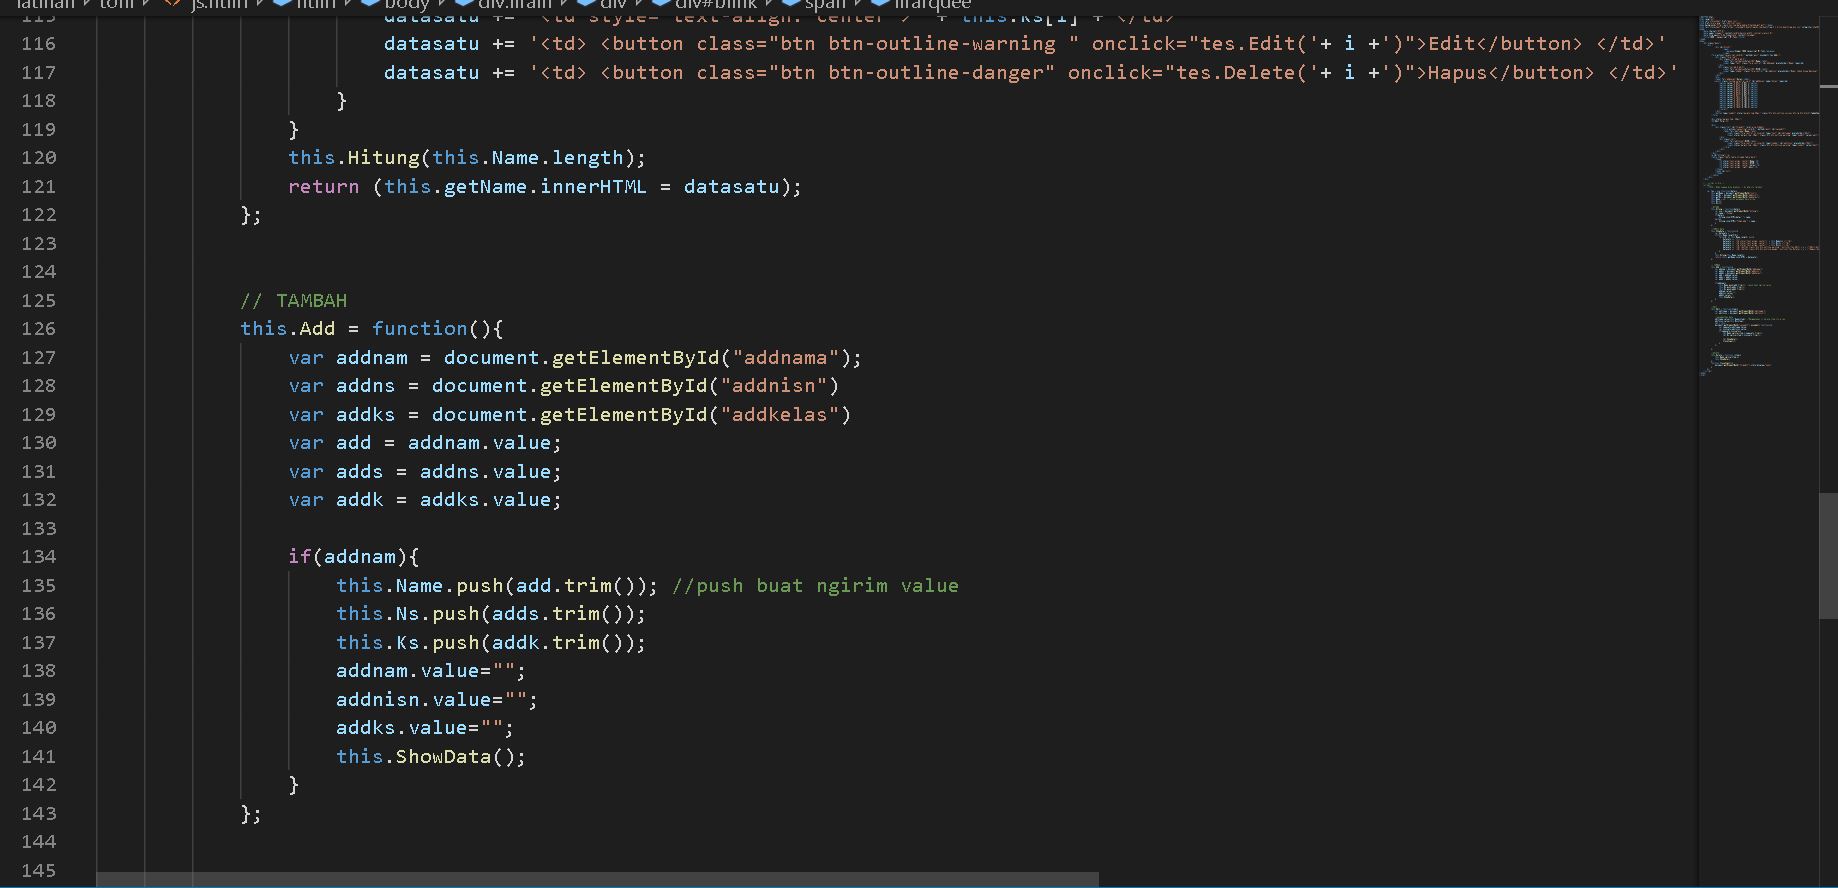 latihan > toni > js.html > html > body > div.main > div > div#blink > span > marquee
115 datasatu += '<td style="text-align: center">' + this.Ks[i] + '</td>'
116 datasatu += '<td> <button class="btn btn-outline-warning " onclick="tes.Edit('+ i +')">Edit</button> </td>'
117 datasatu += '<td> <button class="btn btn-outline-danger" onclick="tes.Delete('+ i +')">Hapus</button> </td>'
118 }
119 }
120 this.Hitung(this.Name.length);
121 return (this.getName.innerHTML = datasatu);
122 };
123
124
125 // TAMBAH
126 this.Add = function(){
127 var addnam = document.getElementById("addnama");
128 var addns = document.getElementById("addnisn")
129 var addks = document.getElementById("addkelas")
130 var add = addnam.value;
131 var adds = addns.value;
132 var addk = addks.value;
133
134 if(addnam){
135 this.Name.push(add.trim()); //push buat ngirim value
136 this.Ns.push(adds.trim());
137 this.Ks.push(addk.trim());
138 addnam.value="";
139 addnisn.value="";
140 addks.value="";
141 this.ShowData();
142 }
143 };
144
145